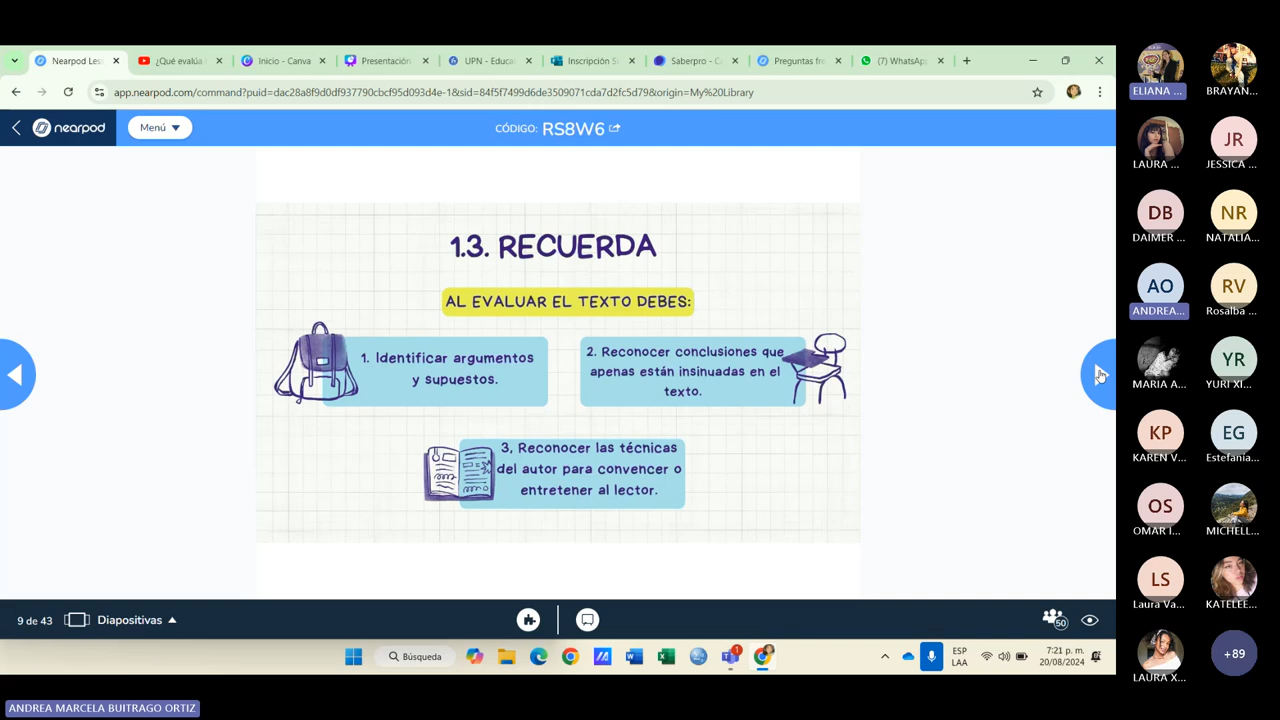 Nearpod Les
¿Qué evalúa
Inicio - Canva
Presentación
UPN - Educa
Inscripción S
Saberpro - C
Preguntas fre
(7) WhatsApp
app.nearpod.com/command?puid=dac28a8f9d0df937790cbcf95d093d4e-1&sid=84f5f7499d6de3509071cda7d2fc5d79&origin=My%20Library
nearpod
Menú
CÓDIGO: RS8W6
1.3. RECUERDA
AL EVALUAR EL TEXTO DEBES:
1. Identificar argumentos
y supuestos.
2. Reconocer conclusiones que
apenas están insinuadas en el
texto.
3, Reconocer las técnicas
del autor para convencer o
entretener al lector.
9 de 43
Diapositivas
50
Búsqueda
1
ESP
LAA
7:21 p. m.
20/08/2024
ELIANA ...
BRAYAN...
LAURA ...
JR
JESSICA ...
DB
DAIMER ...
NR
NATALIA...
AO
ANDREA...
RV
Rosalba ...
MARIA A...
YR
YURI XI...
KP
KAREN V...
EG
Estefania...
OS
OMAR I...
MICHELL...
LS
Laura Va...
KATELEE...
LAURA X...
+89
ANDREA MARCELA BUITRAGO ORTIZ